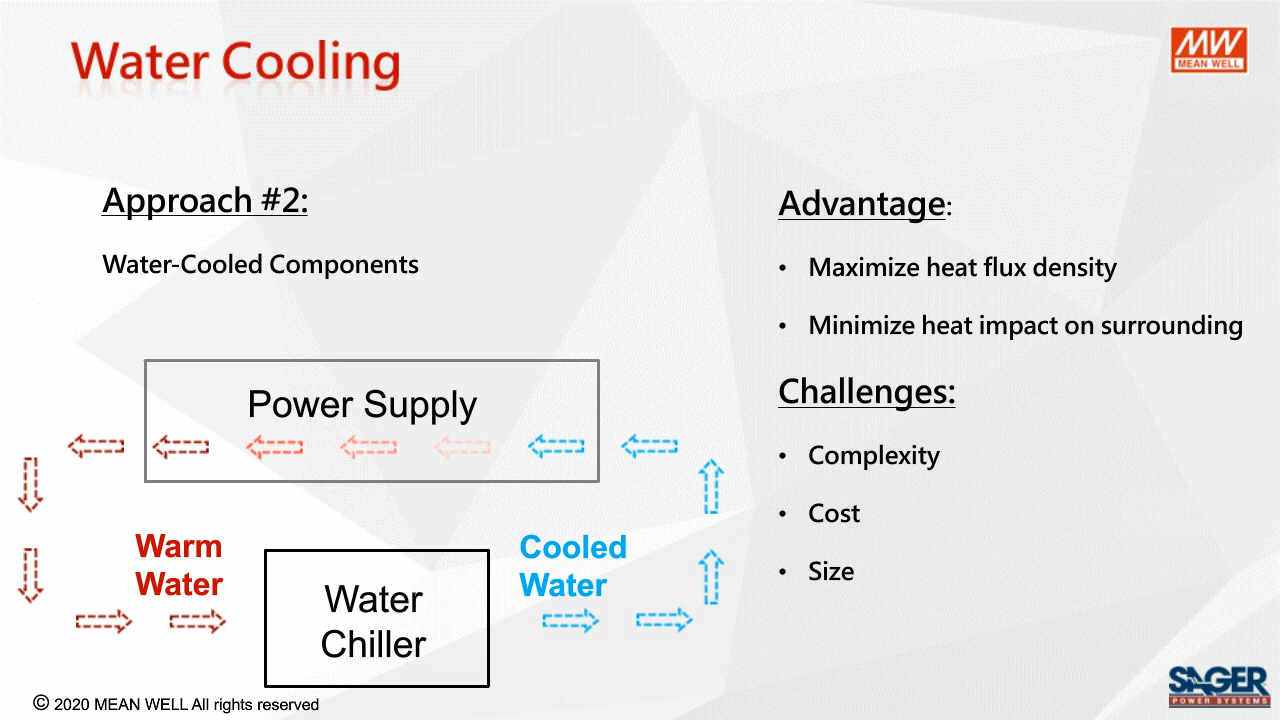 Water Cooling
MW
MEAN WELL
Approach #2:
Water-Cooled Components
Advantage:
• Maximize heat flux density
• Minimize heat impact on surrounding
Challenges:
• Complexity
• Cost
• Size
Power Supply
Warm
Water
Water
Chiller
Cooled
Water
© 2020 MEAN WELL All rights reserved
SAGER
POWER SYSTEMS